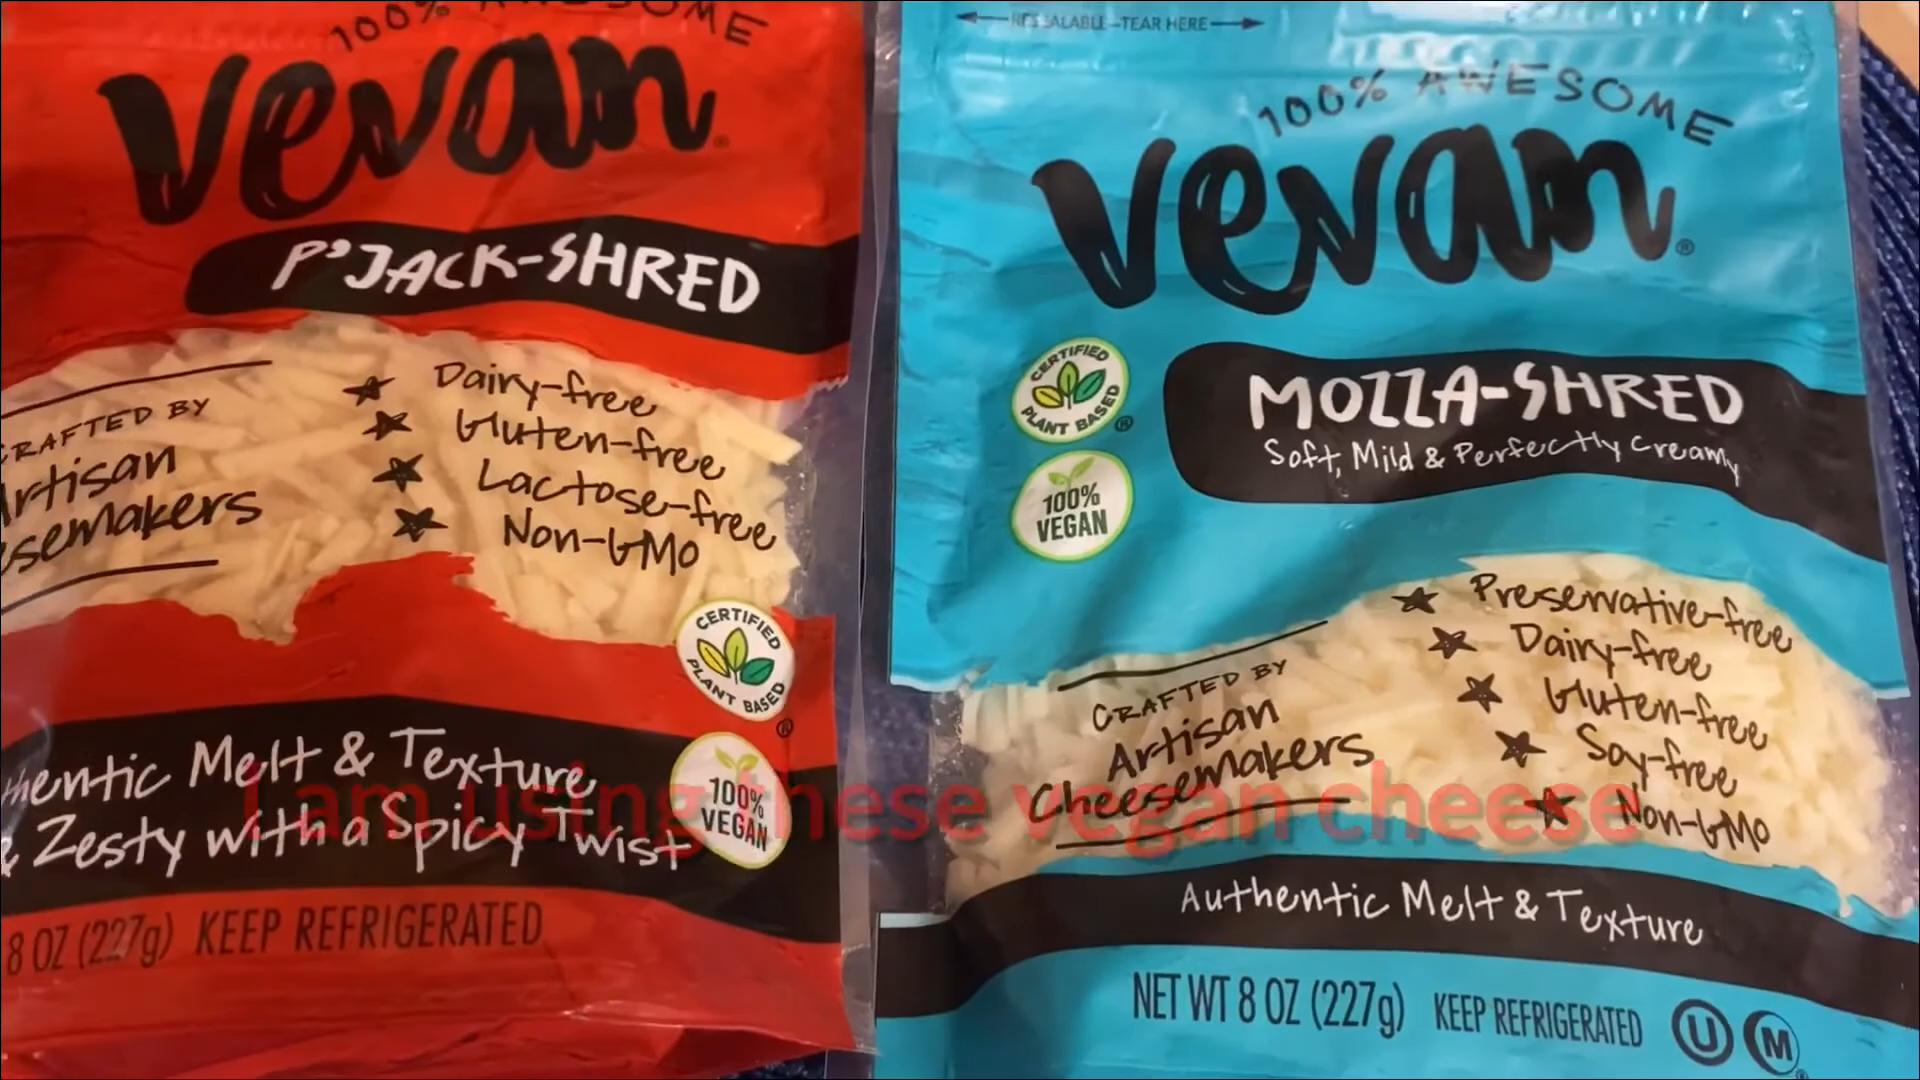 100% AWESOME
vevan®
P'JACK-SHRED
CRAFTED BY
Artisan
Dairy-free
Gluten-free
Lactose-free
Non-GMO
CERTIFIED
PLANT BASED
®
Melt & Texture
& Zesty with a Spicy Twist
100%
VEGAN
8 OZ (227g) KEEP REFRIGERATED
RESEALABLE-TEAR HERE
100% AWESOME
vevan®
CERTIFIED
PLANT BASED
®
100%
VEGAN
MOZZA-SHRED
Soft, Mild & Perfectly Creamy
CRAFTED BY
Artisan
Cheesemakers
Preservative-free
Dairy-free
Gluten-free
Soy-free
Non-GMO
Authentic Melt & Texture
NET WT 8 OZ (227g) KEEP REFRIGERATED
U M
I am using these vegan cheese